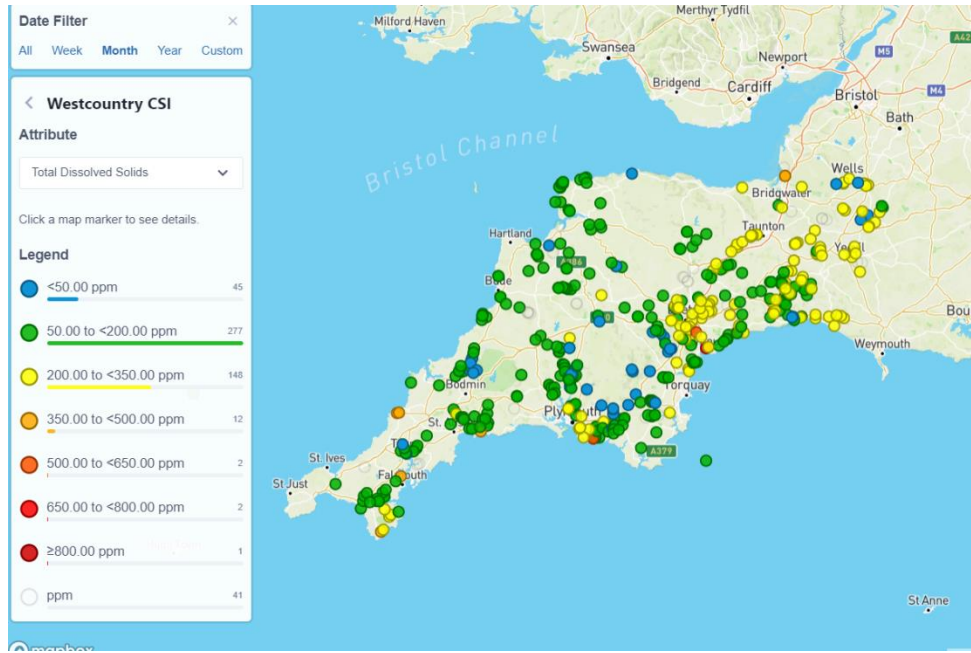 Date Filter ×
All Week Month Year Custom
Westcountry CSI
Attribute
Total Dissolved Solids
Click a map marker to see details.
Legend
<50.00 ppm 45
50.00 to <200.00 ppm 277
200.00 to <350.00 ppm 148
350.00 to <500.00 ppm 12
500.00 to <650.00 ppm 2
650.00 to <800.00 ppm 2
≥800.00 ppm 1
ppm 41
mapbox
Merthyr Tydfil
Milford Haven
Swansea
Newport
M5
Bridgend
Cardiff
M4
Bristol
Bath
Bristol Channel
Wells
Bridgwater
Taunton
Hartland
Bude
Weymouth
Bodmin
Torquay
A379
St. Ives
St Just
St Anne